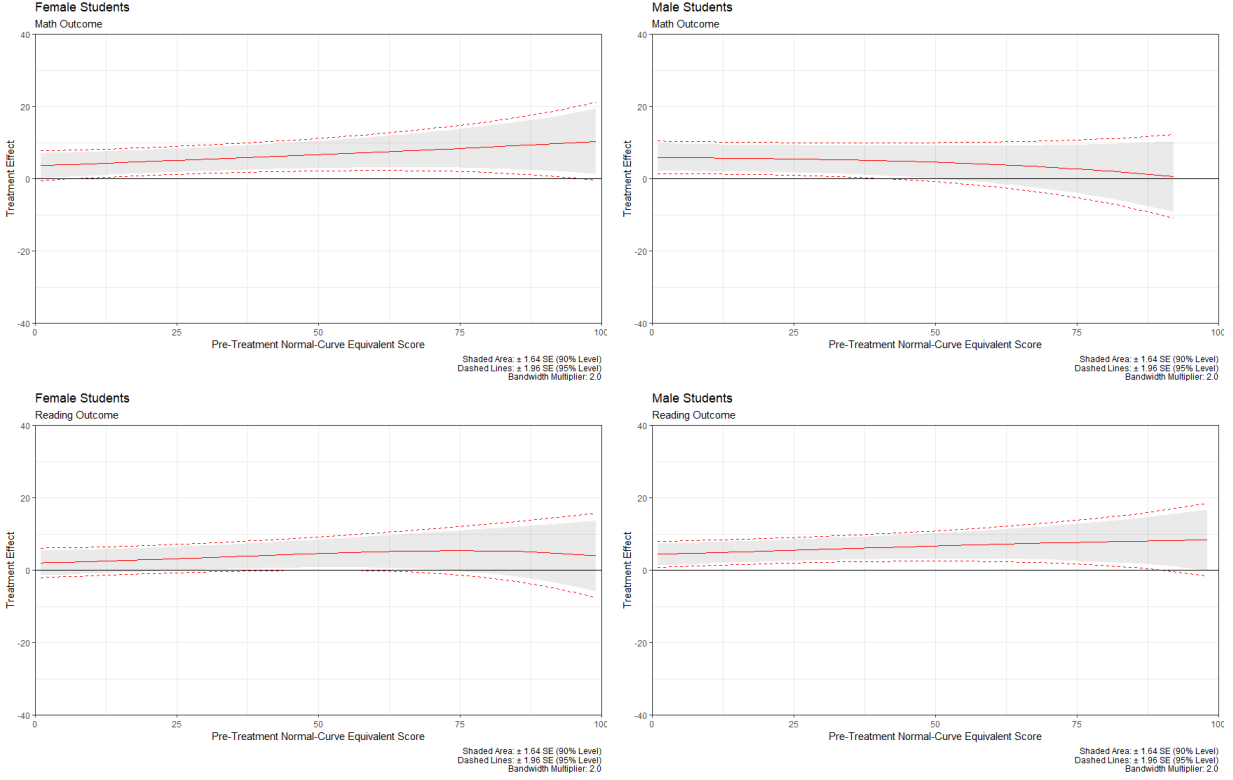 Female Students
Math Outcome
40
20
0
-20
-40
Treatment Effect
0
25
50
75
100
Pre-Treatment Normal-Curve Equivalent Score
Shaded Area: ± 1.64 SE (90% Level)
Dashed Lines: ± 1.96 SE (95% Level)
Bandwidth Multiplier: 2.0
Male Students
Math Outcome
40
20
0
-20
-40
Treatment Effect
0
25
50
75
100
Pre-Treatment Normal-Curve Equivalent Score
Shaded Area: ± 1.64 SE (90% Level)
Dashed Lines: ± 1.96 SE (95% Level)
Bandwidth Multiplier: 2.0
Female Students
Reading Outcome
40
20
0
-20
-40
Treatment Effect
0
25
50
75
100
Pre-Treatment Normal-Curve Equivalent Score
Shaded Area: ± 1.64 SE (90% Level)
Dashed Lines: ± 1.96 SE (95% Level)
Bandwidth Multiplier: 2.0
Male Students
Reading Outcome
40
20
0
-20
-40
Treatment Effect
0
25
50
75
100
Pre-Treatment Normal-Curve Equivalent Score
Shaded Area: ± 1.64 SE (90% Level)
Dashed Lines: ± 1.96 SE (95% Level)
Bandwidth Multiplier: 2.0